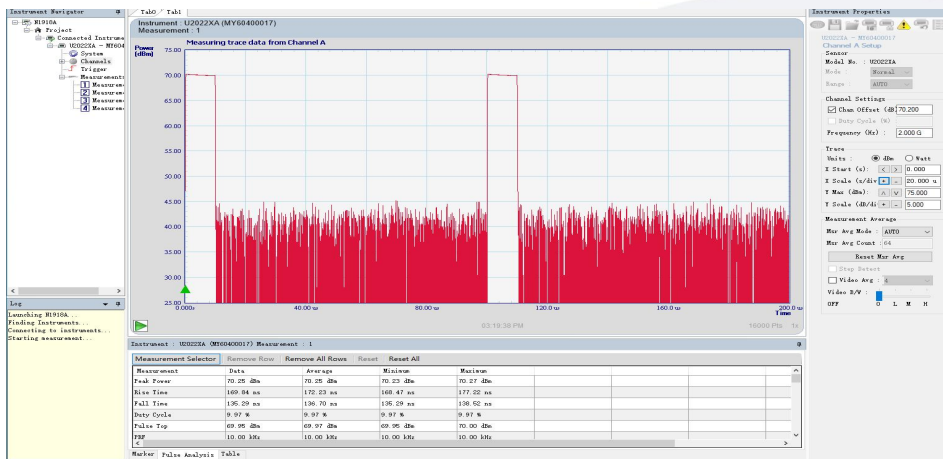 Instrument Navigator
N1918A
Project
Connected Instrume
U2022XA - MY604
System
Channels
Trigger
Measurements
1 Measurem
2 Measurem
3 Measurem
4 Measurem
Log
Launching N1918A...
Finding Instruments...
Connecting to instruments...
Starting measurement...
Tab0 Tab1
Instrument : U2022XA (MY60400017)
Measurement : 1
Power
(dBm)
Measuring trace data from Channel A
75.00
70.00
65.00
60.00
55.00
50.00
45.00
40.00
35.00
30.00
25.00
0.000s 40.00 u 80.00 u 120.0 u 160.0 u 200.0 u
Time
03:19:38 PM 16000 Pts 1x
Instrument : U2022XA (MY60400017) Measurement : 1
Measurement Selector Remove Row Remove All Rows Reset Reset All
Measurement Data Average Minimum Maximum
Peak Power 70.25 dBm 70.25 dBm 70.23 dBm 70.27 dBm
Rise Time 169.84 ns 172.23 ns 168.47 ns 177.22 ns
Fall Time 135.29 ns 136.70 ns 135.29 ns 138.52 ns
Duty Cycle 9.97 % 9.97 % 9.97 % 9.97 %
Pulse Top 69.95 dBm 69.97 dBm 69.95 dBm 70.00 dBm
PRF 10.00 kHz 10.00 kHz 10.00 kHz 10.00 kHz
Marker Pulse Analysis Table
Instrument Properties
U2022XA - MY60400017
Channel A Setup
Sensor
Model No. : U2022XA
Mode : Normal
Range : AUTO
Channel Settings
Chan Offset (dB) 70.200
Duty Cycle (%)
Frequency (Hz) : 2.000 G
Trace
Units : dBm Watt
X Start (s): 0.000
X Scale (s/div + - 20.000 u
Y Max (dBm): 75.000
Y Scale (dB/di + - 5.000
Measurement Average
Msr Avg Mode : AUTO
Msr Avg Count : 64
Reset Msr Avg
Step Detect
Video Avg : 4
Video B/W :
OFF O L M H